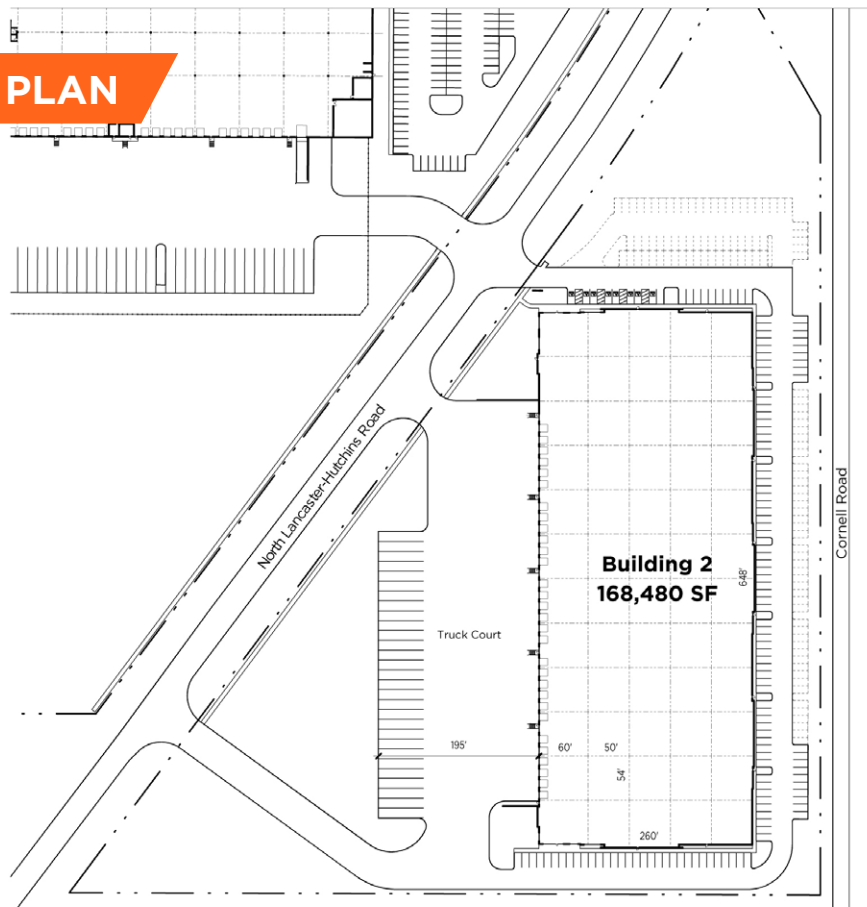 PLAN
North Lancaster-Hutchins Road
Cornell Road
Building 2
168,480 SF
648'
Truck Court
195'
60'
50'
54'
260'